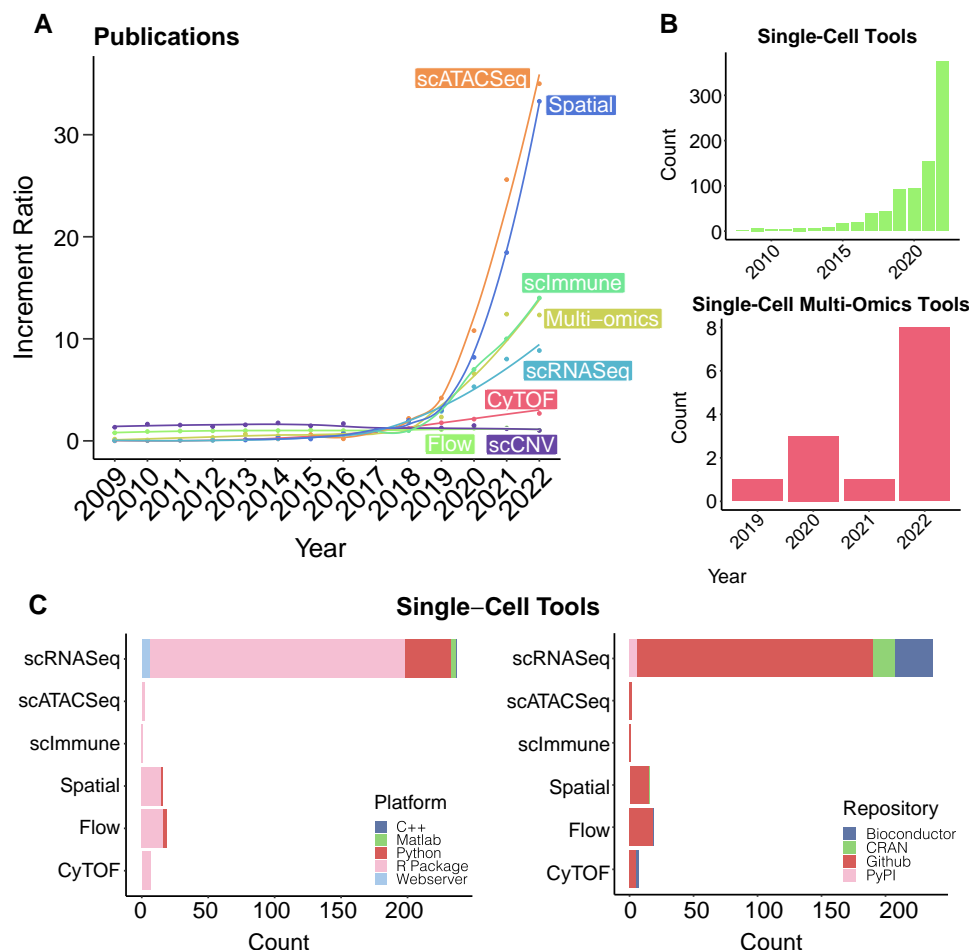 A
Publications
Increment Ratio
30
20
10
0
scATACSeq
Spatial
scImmune
Multi−omics
scRNASeq
CyTOF
Flow
scCNV
2009
2010
2011
2012
2013
2014
2015
2016
2017
2018
2019
2020
2021
2022
Year
B
Single-Cell Tools
Count
300
200
100
0
2010
2015
2020
Single-Cell Multi-Omics Tools
Count
8
6
4
2
0
2019
2020
2021
2022
Year
C
Single−Cell Tools
scRNASeq
scATACSeq
scImmune
Spatial
Flow
CyTOF
0
50
100
150
200
Count
Platform
C++
Matlab
Python
R Package
Webserver
scRNASeq
scATACSeq
scImmune
Spatial
Flow
CyTOF
0
50
100
150
200
Count
Repository
Bioconductor
CRAN
Github
PyPI